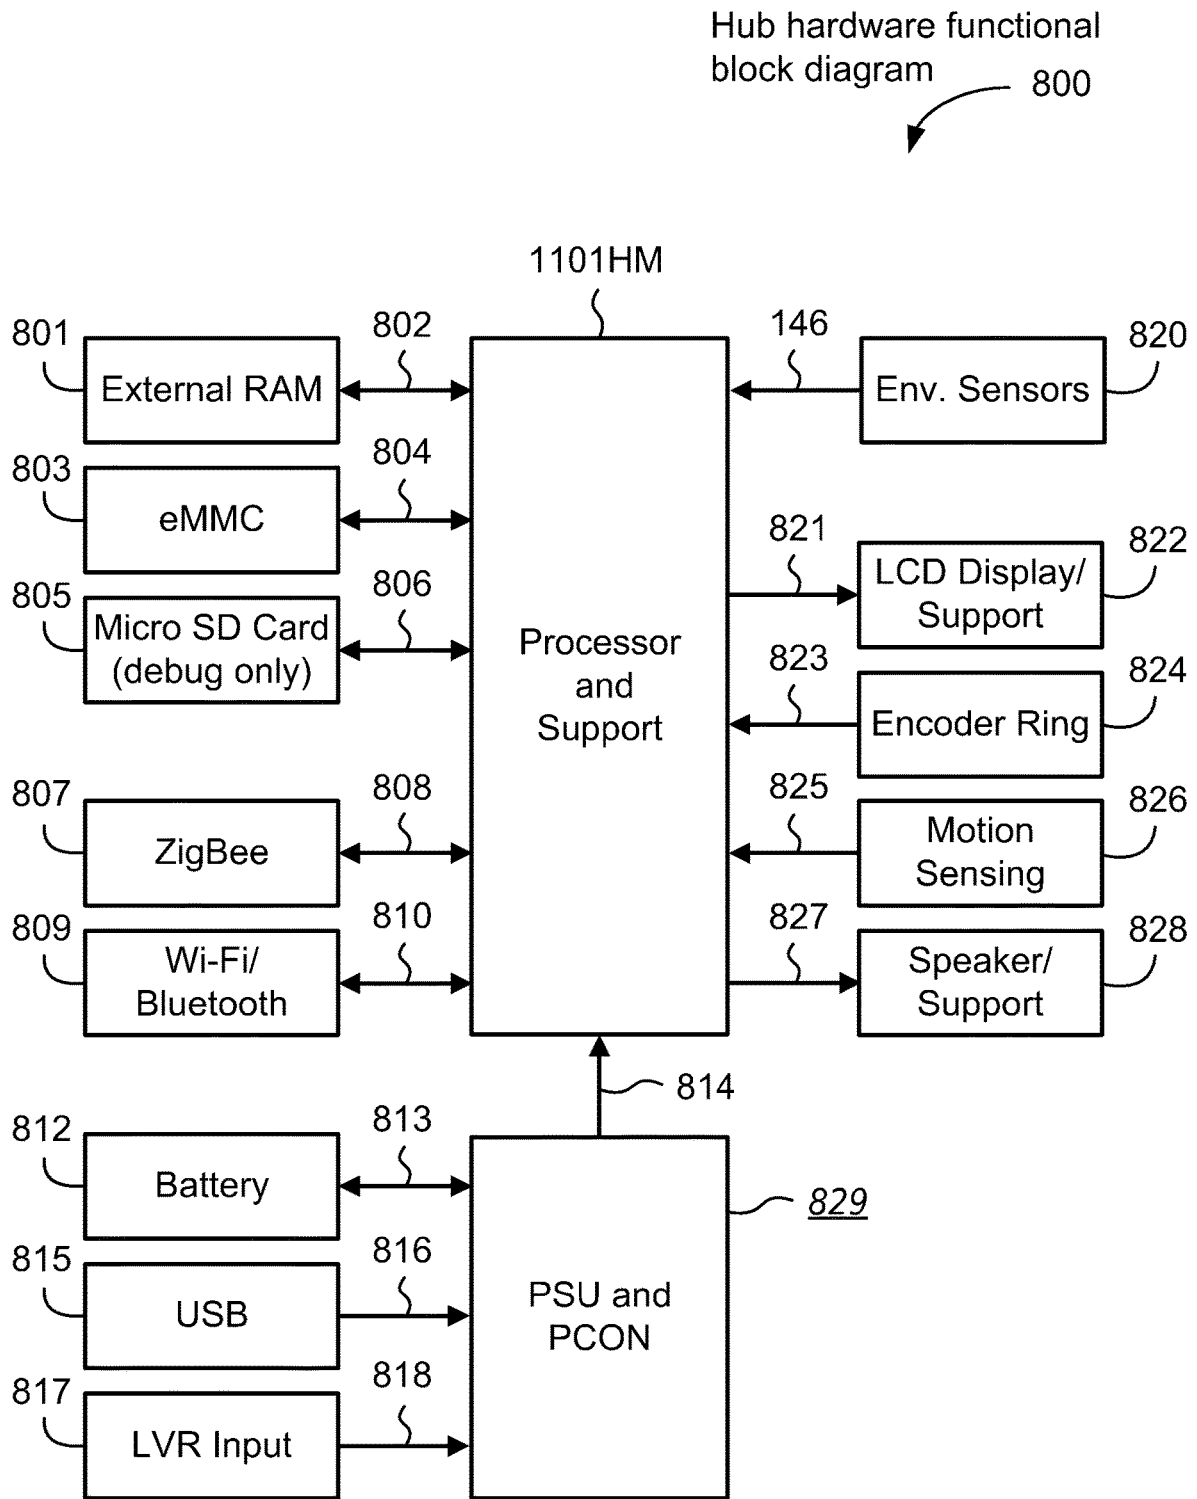 Hub hardware functional
block diagram
800
1101HM
801
802
146
820
External RAM
Env. Sensors
803
804
eMMC
821
822
LCD Display/
Support
805
806
Micro SD Card
(debug only)
Processor
and
Support
823
824
Encoder Ring
807
808
825
826
ZigBee
Motion
Sensing
809
810
827
828
Wi-Fi/
Bluetooth
Speaker/
Support
814
812
813
Battery
829
815
816
USB
PSU and
PCON
817
818
LVR Input